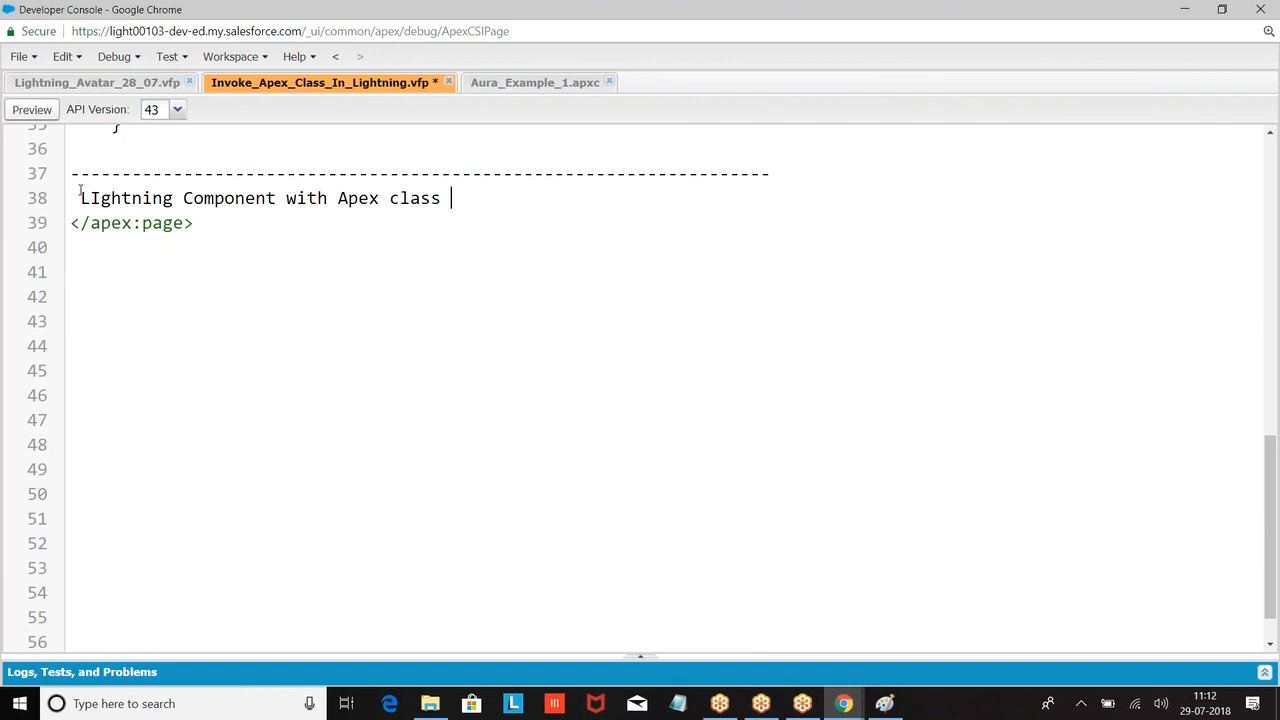 Developer Console - Google Chrome
Secure https://light00103-dev-ed.my.salesforce.com/_ui/common/apex/debug/ApexCSIPage
File Edit Debug Test Workspace Help < >
Lightning_Avatar_28_07.vfp Invoke_Apex_Class_In_Lightning.vfp * Aura_Example_1.apxc
Preview API Version: 43
35 }
36
37 --------------------------------------------------------------------
38 LIghtning Component with Apex class
39 </apex:page>
40
41
42
43
44
45
46
47
48
49
50
51
52
53
54
55
56
Logs, Tests, and Problems
Type here to search
11:12
29-07-2018